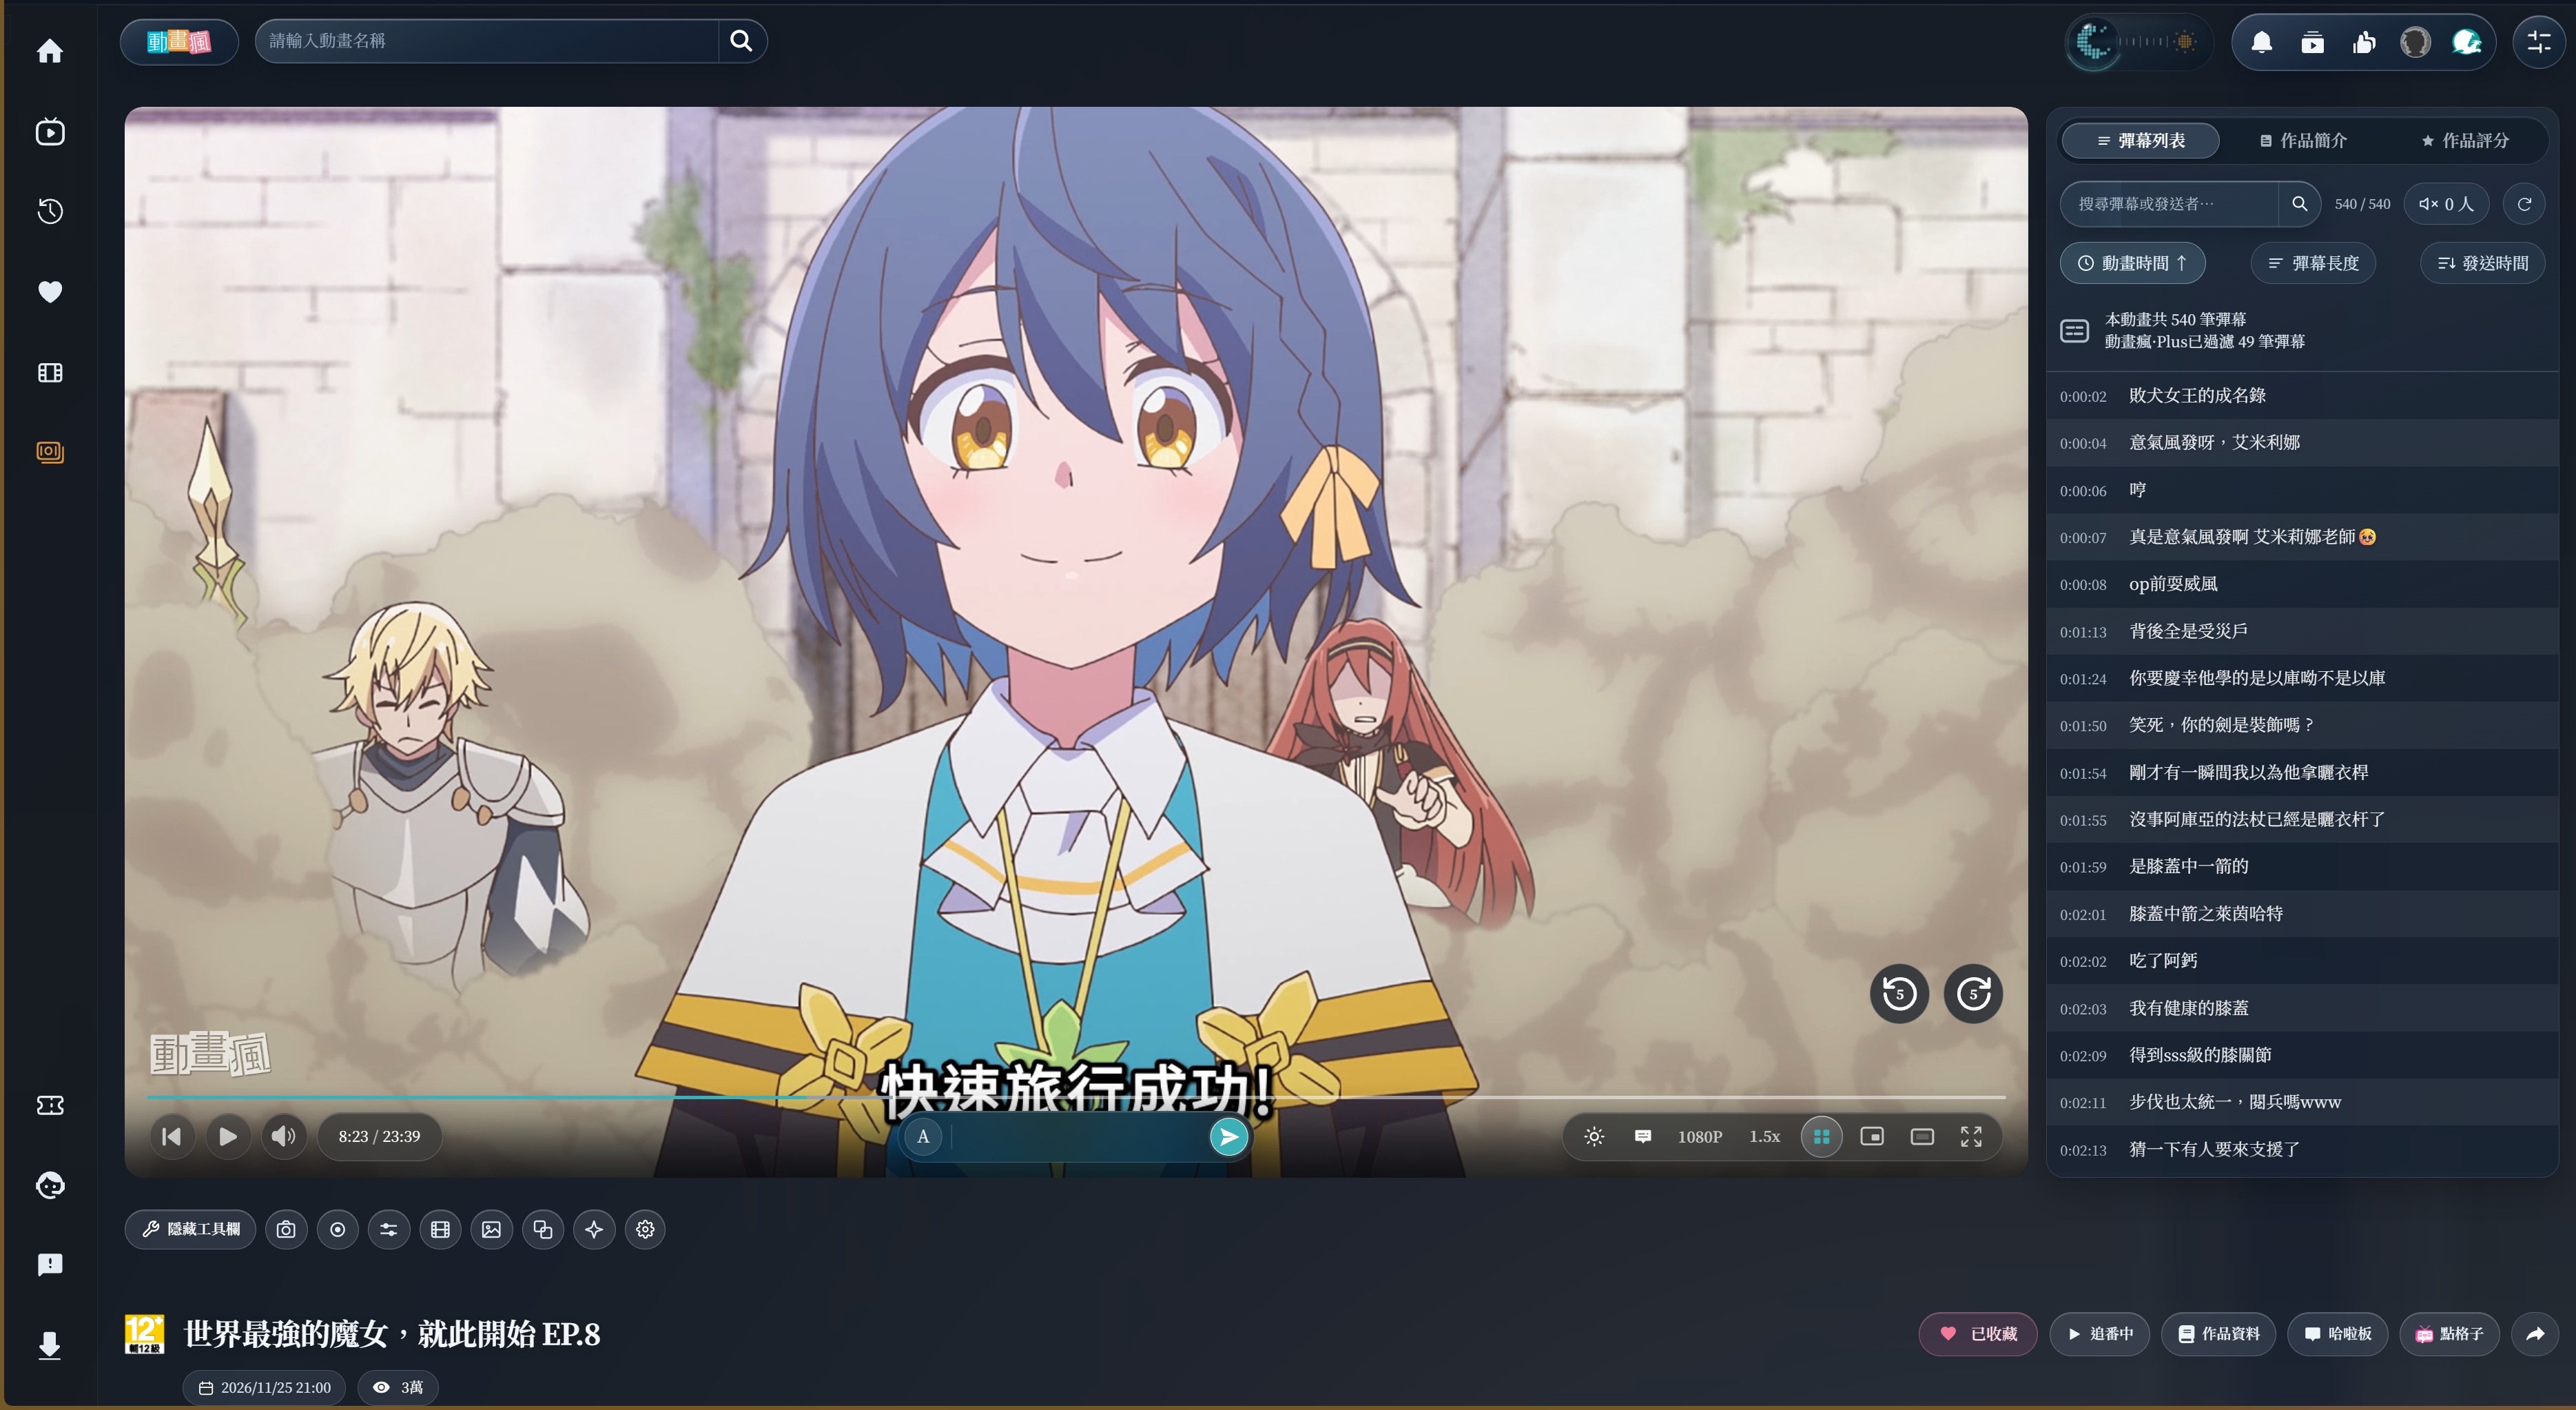 動畫瘋
請輸入動畫名稱
彈幕列表
作品簡介
作品評分
搜尋彈幕或發送者…
540 / 540
0 人
動畫時間 ↑
彈幕長度
發送時間
本動畫共 540 筆彈幕
動畫瘋·Plus已過濾 49 筆彈幕
0:00:02 敗犬女王的成名錄
0:00:04 意氣風發呀，艾米利娜
0:00:06 哼
0:00:07 真是意氣風發啊 艾米莉娜老師
0:00:08 op前耍威風
0:01:13 背後全是受災戶
0:01:24 你要慶幸他學的是以庫呦不是以庫
0:01:50 笑死，你的劍是裝飾嗎？
0:01:54 剛才有一瞬間我以為他拿曬衣桿
0:01:55 沒事阿庫亞的法杖已經是曬衣杆了
0:01:59 是膝蓋中一箭的
0:02:01 膝蓋中箭之萊茵哈特
0:02:02 吃了阿鈣
0:02:03 我有健康的膝蓋
0:02:09 得到sss級的膝關節
0:02:11 步伐也太統一，閱兵嗎www
0:02:13 猜一下有人要來支援了
5
5
動畫瘋
快速旅行成功!
8:23 / 23:39
A
1080P
1.5x
隱藏工具欄
12+
輔12級
世界最強的魔女，就此開始 EP.8
已收藏
追番中
作品資料
哈啦板
點格子
2026/11/25 21:00
3萬